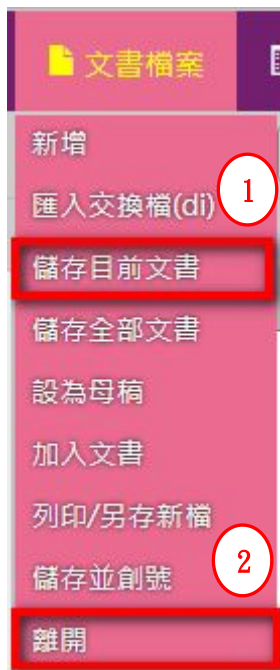 文書檔案
新增
匯入交換檔(di)
1
儲存目前文書
儲存全部文書
設為母稿
加入文書
列印/另存新檔
儲存並創號
2
離開